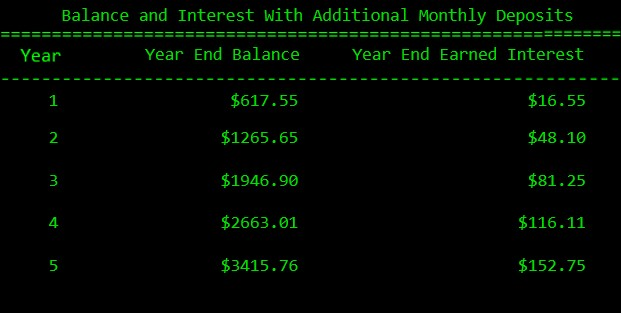 Balance and Interest With Additional Monthly Deposits
==============================================================
Year Year End Balance Year End Earned Interest
--------------------------------------------------------------
1 $617.55 $16.55
2 $1265.65 $48.10
3 $1946.90 $81.25
4 $2663.01 $116.11
5 $3415.76 $152.75